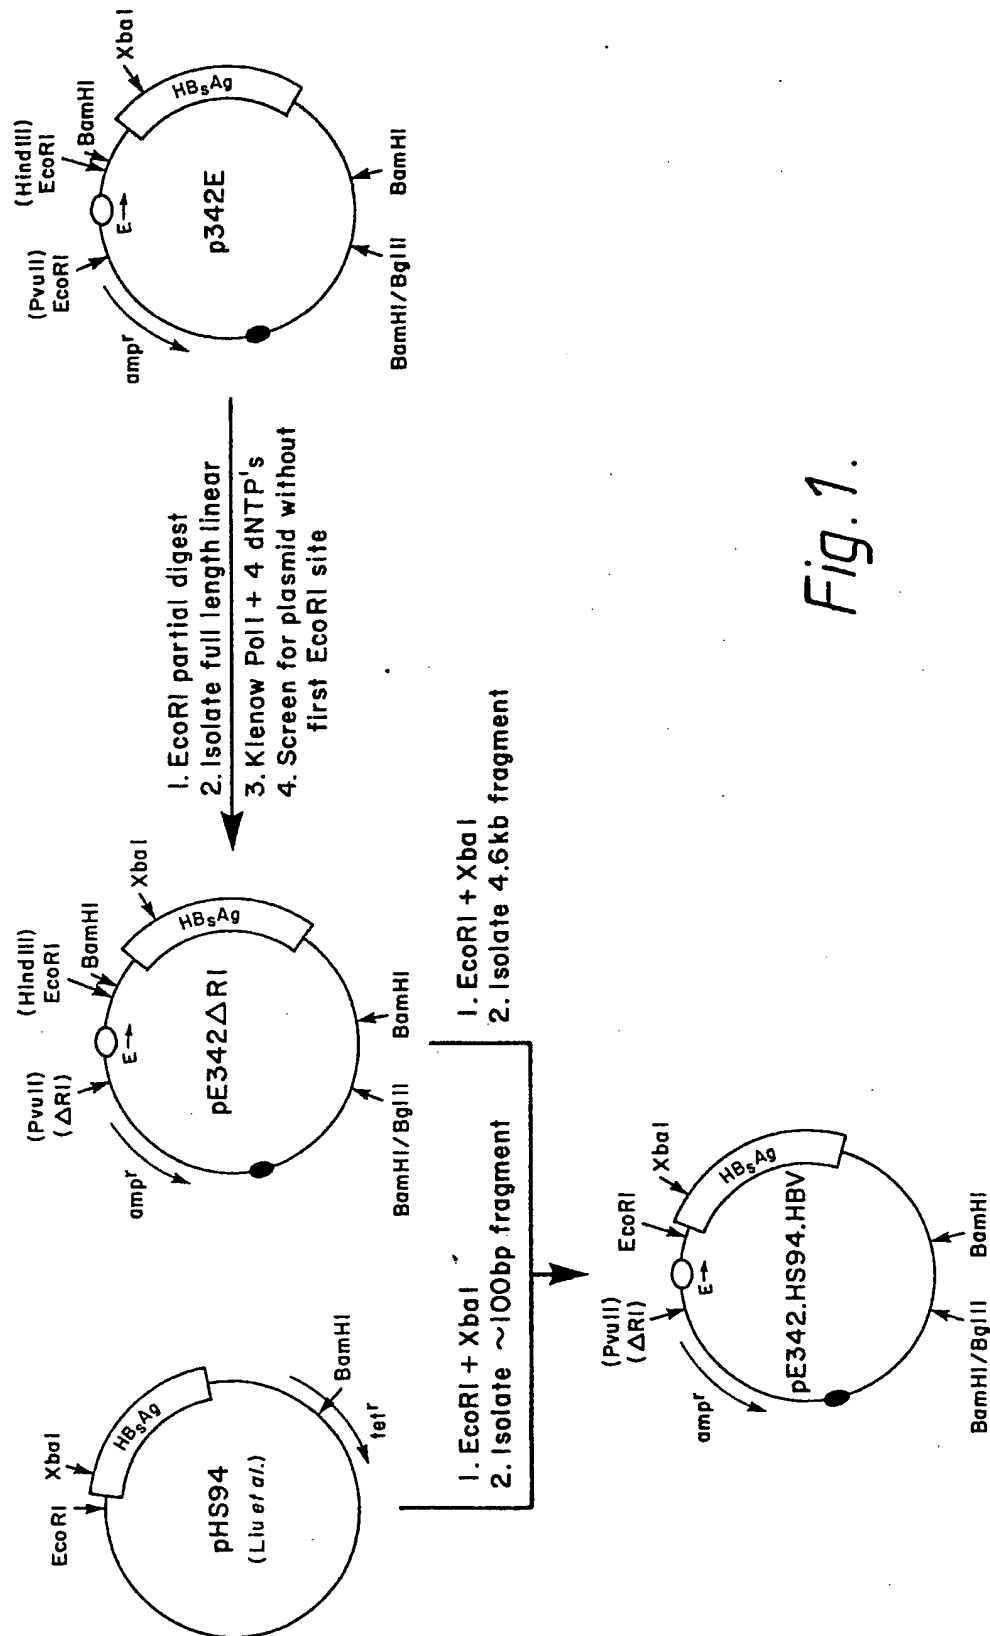 (HindIII)
EcoRI
BamHI
XbaI
HBsAg
(PvuII)
EcoRI
E→
p342E
ampr
BamHI
BamHI/BglII
1. EcoRI partial digest
2. Isolate full length linear
3. Klenow PolI + 4 dNTP's
4. Screen for plasmid without
first EcoRI site
(HIndIII)
EcoRI
BamHI
XbaI
HBsAg
(PvuII)
(ΔRI)
E→
pE342ΔRI
ampr
BamHI
BamHI/BglII
1. EcoRI + XbaI
2. Isolate 4.6kb fragment
EcoRI
XbaI
HBsAg
pHS94
(Liu et al.)
BamHI
tetr
1. EcoRI + XbaI
2. Isolate ~100bp fragment
(PvuII)
(ΔRI)
EcoRI
XbaI
HBsAg
E→
pE342.HS94.HBV
ampr
BamHI
BamHI/BglII
Fig. 1.